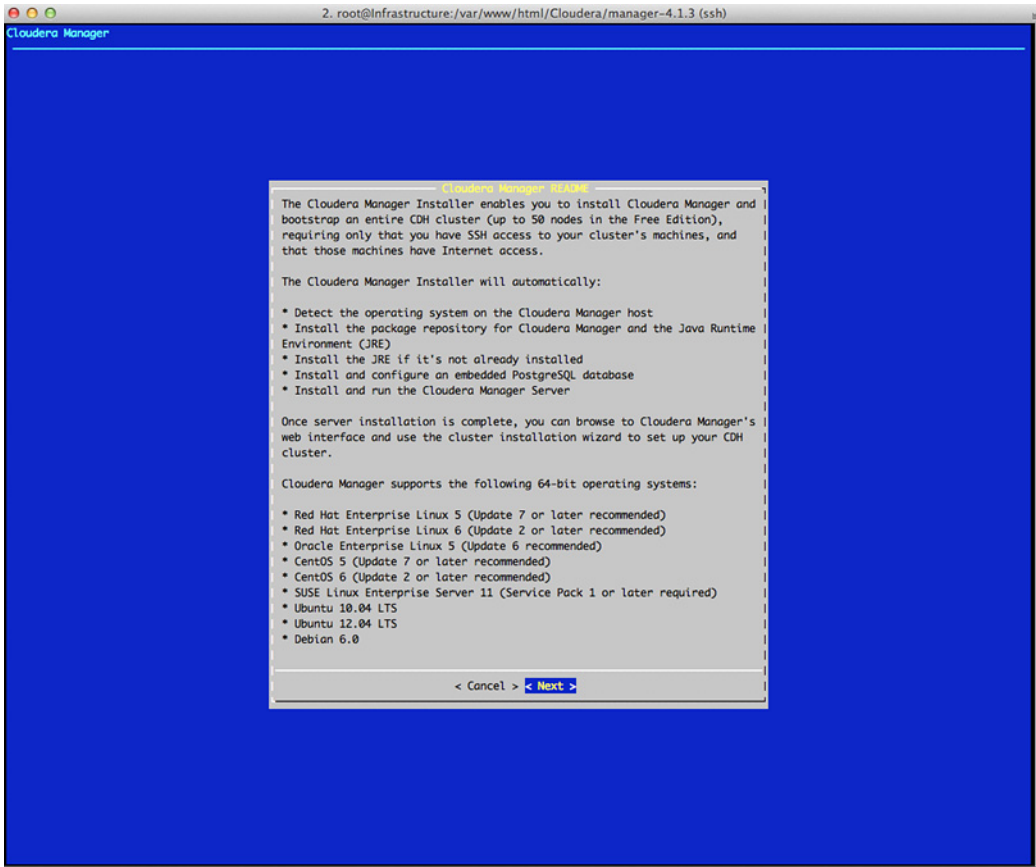 2. root@Infrastructure:/var/www/html/Cloudera/manager-4.1.3 (ssh)
Cloudera Manager
Cloudera Manager README
The Cloudera Manager Installer enables you to install Cloudera Manager and
bootstrap an entire CDH cluster (up to 50 nodes in the Free Edition),
requiring only that you have SSH access to your cluster's machines, and
that those machines have Internet access.
The Cloudera Manager Installer will automatically:
* Detect the operating system on the Cloudera Manager host
* Install the package repository for Cloudera Manager and the Java Runtime
Environment (JRE)
* Install the JRE if it's not already installed
* Install and configure an embedded PostgreSQL database
* Install and run the Cloudera Manager Server
Once server installation is complete, you can browse to Cloudera Manager's
web interface and use the cluster installation wizard to set up your CDH
cluster.
Cloudera Manager supports the following 64-bit operating systems:
* Red Hat Enterprise Linux 5 (Update 7 or later recommended)
* Red Hat Enterprise Linux 6 (Update 2 or later recommended)
* Oracle Enterprise Linux 5 (Update 6 recommended)
* CentOS 5 (Update 7 or later recommended)
* CentOS 6 (Update 2 or later recommended)
* SUSE Linux Enterprise Server 11 (Service Pack 1 or later required)
* Ubuntu 10.04 LTS
* Ubuntu 12.04 LTS
* Debian 6.0
< Cancel > < Next >